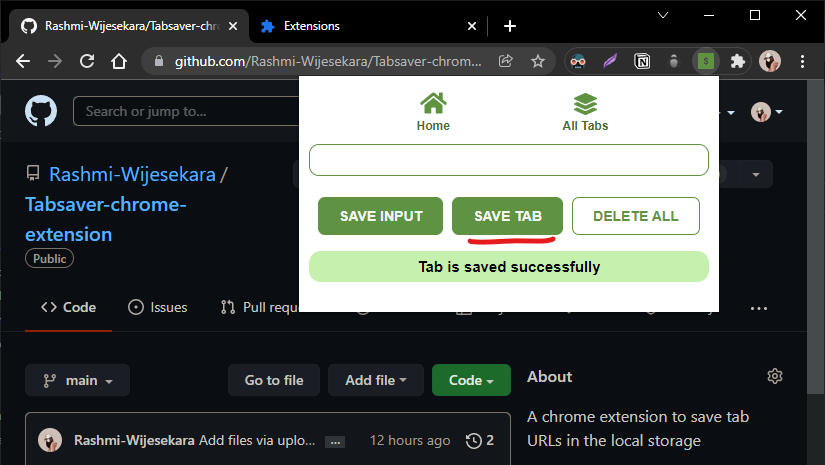 Rashmi-Wijesekara/Tabsaver-chr
Extensions
github.com/Rashmi-Wijesekara/Tabsaver-chrom...
Search or jump to...
Home
All Tabs
SAVE INPUT
SAVE TAB
DELETE ALL
Tab is saved successfully
Rashmi-Wijesekara /
Tabsaver-chrome-
extension
Public
Code
Issues
Pull requ
main
Go to file
Add file
Code
About
Rashmi-Wijesekara Add files via uplo... ... 12 hours ago 2
A chrome extension to save tab
URLs in the local storage